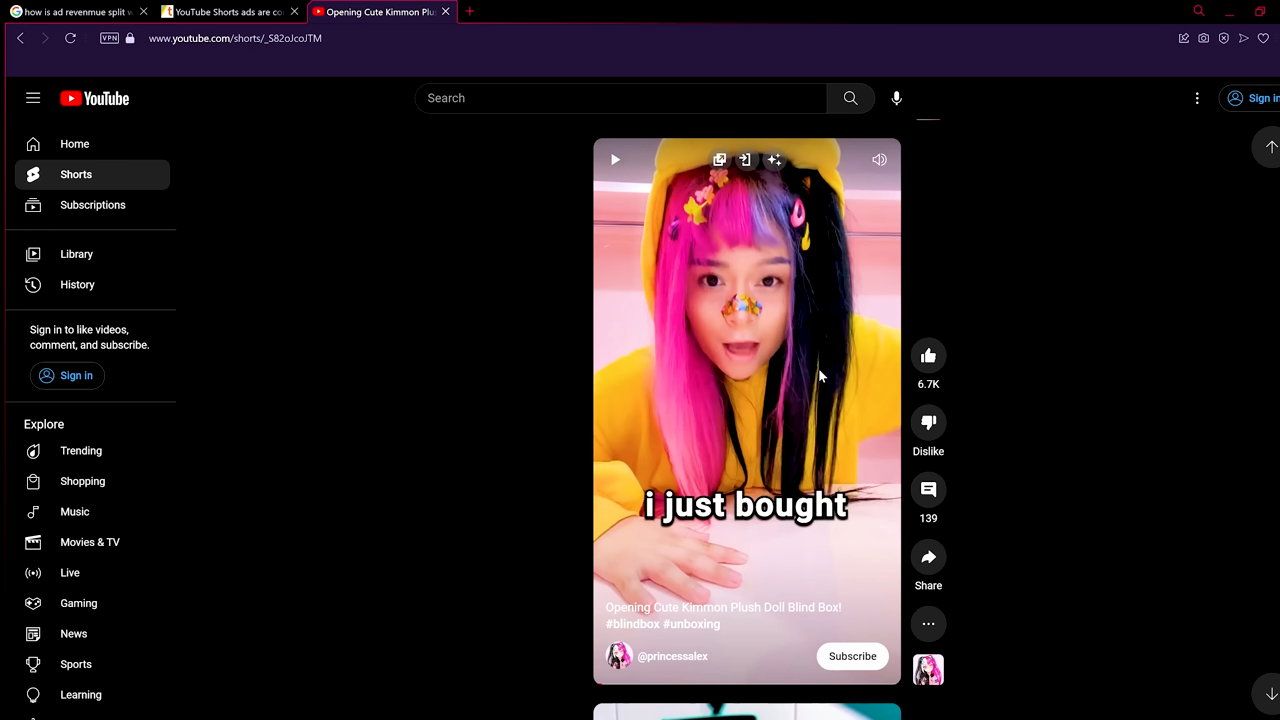 how is ad revenmue split w
YouTube Shorts ads are co
Opening Cute Kimmon Plu
VPN
www.youtube.com/shorts/_S82oJcoJTM
YouTube
Search
Sign in
Home
Shorts
Subscriptions
Library
History
Sign in to like videos,
comment, and subscribe.
Sign in
Explore
Trending
Shopping
Music
Movies & TV
Live
Gaming
News
Sports
Learning
i just bought
Opening Cute Kimmon Plush Doll Blind Box!
#blindbox #unboxing
@princessalex
Subscribe
6.7K
Dislike
139
Share